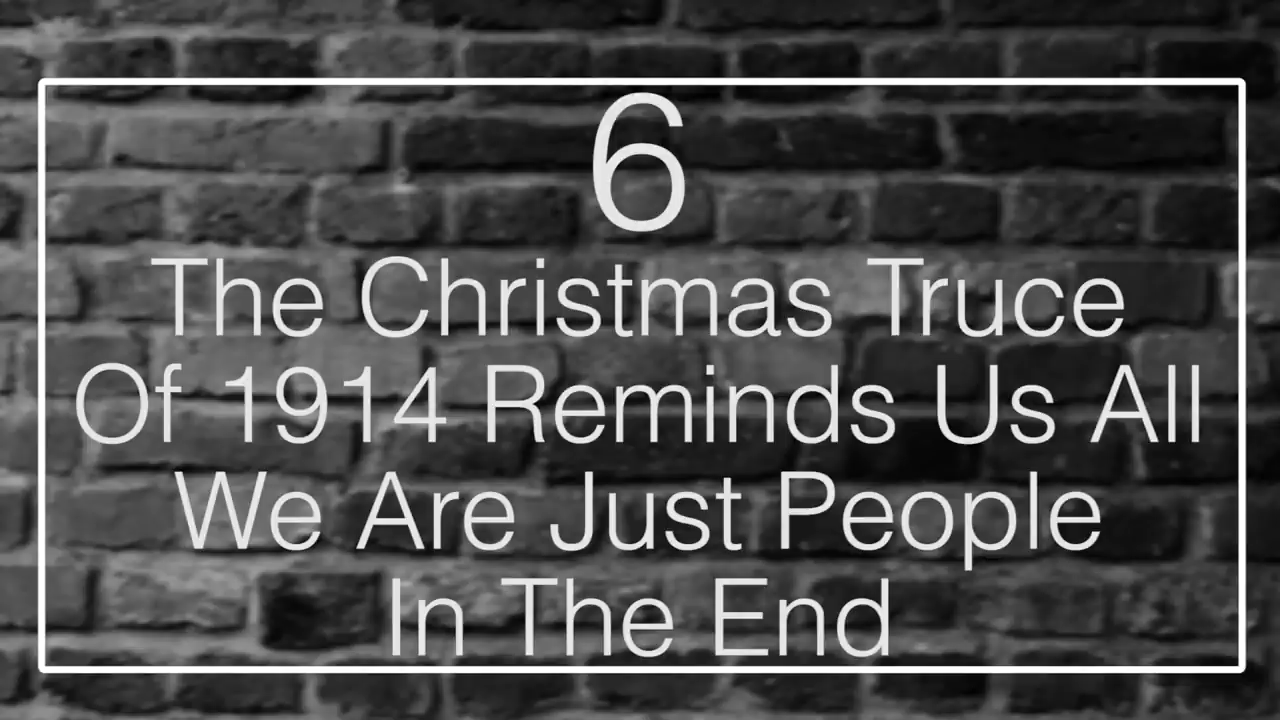 6
The Christmas Truce
Of 1914 Reminds Us All
We Are Just People
In The End